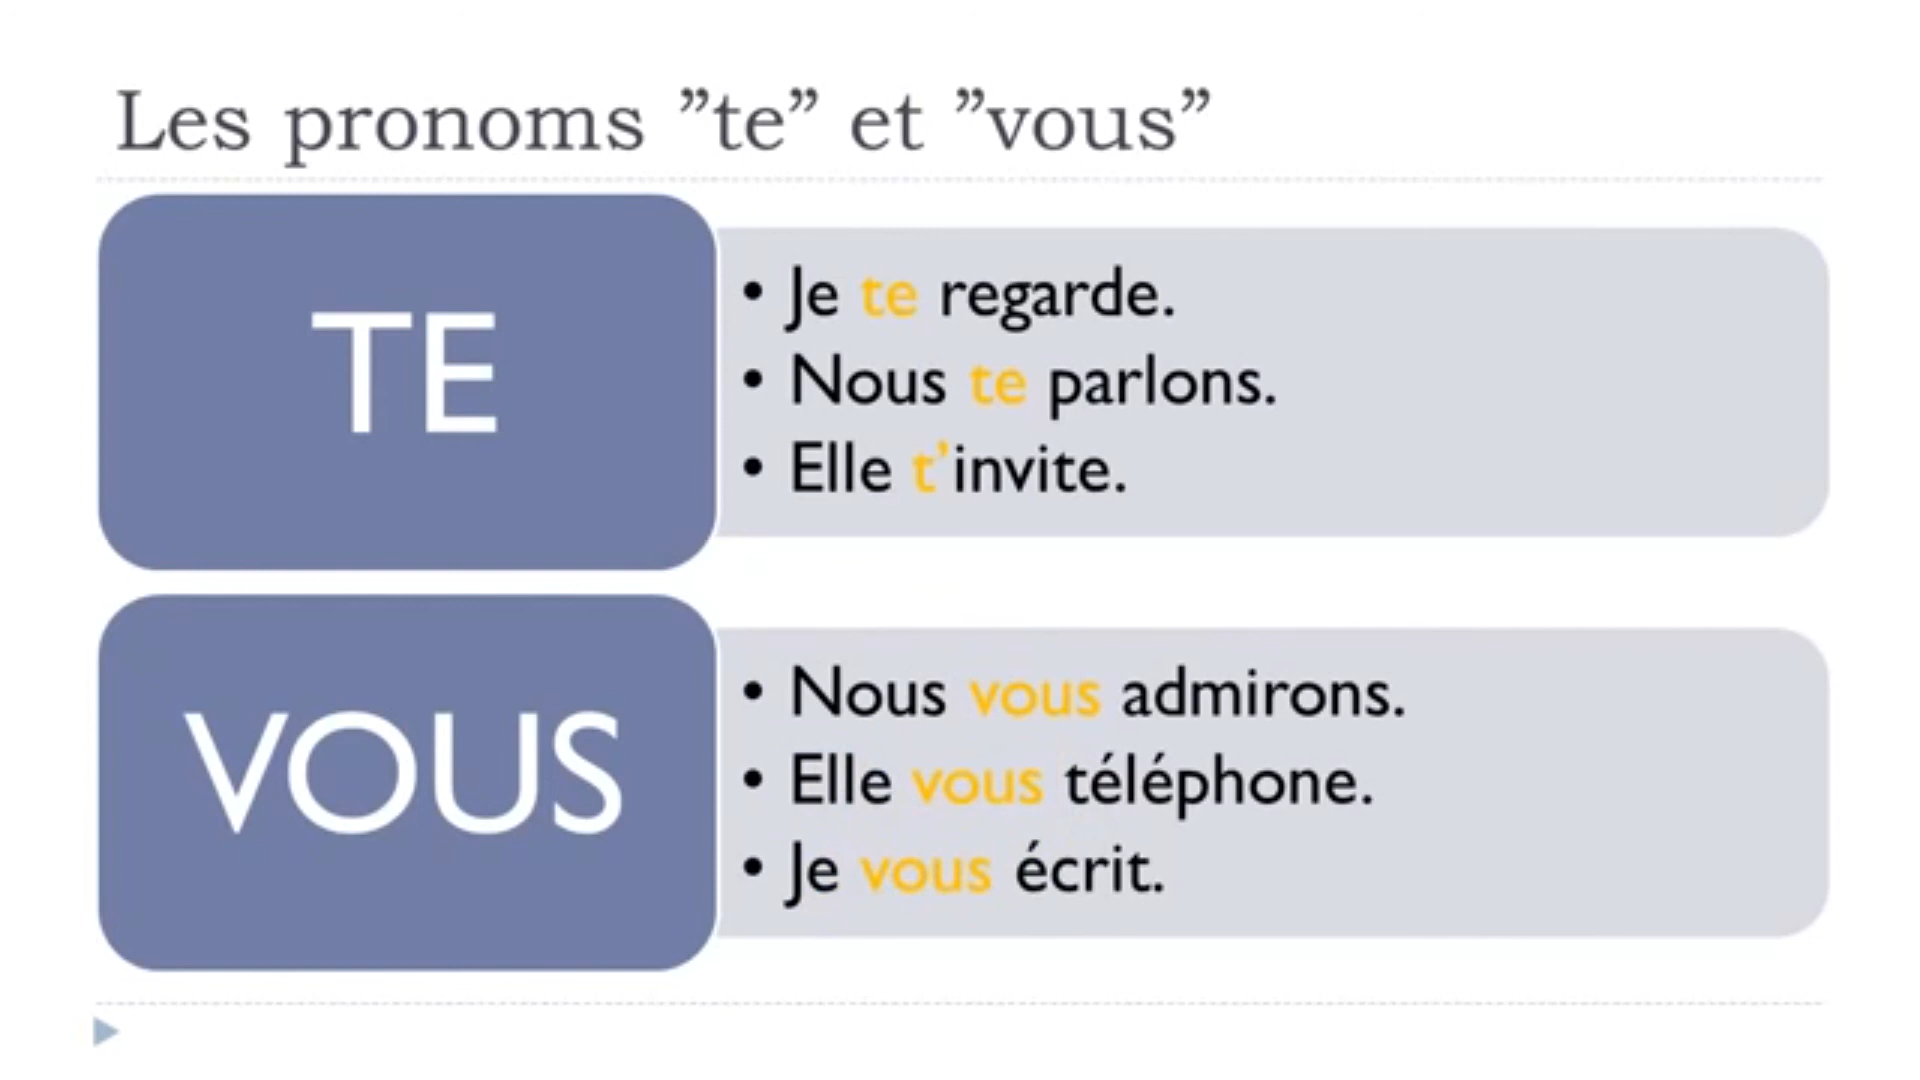 Les pronoms ”te” et ”vous”
TE
• Je te regarde.
• Nous te parlons.
• Elle t’invite.
VOUS
• Nous vous admirons.
• Elle vous téléphone.
• Je vous écrit.